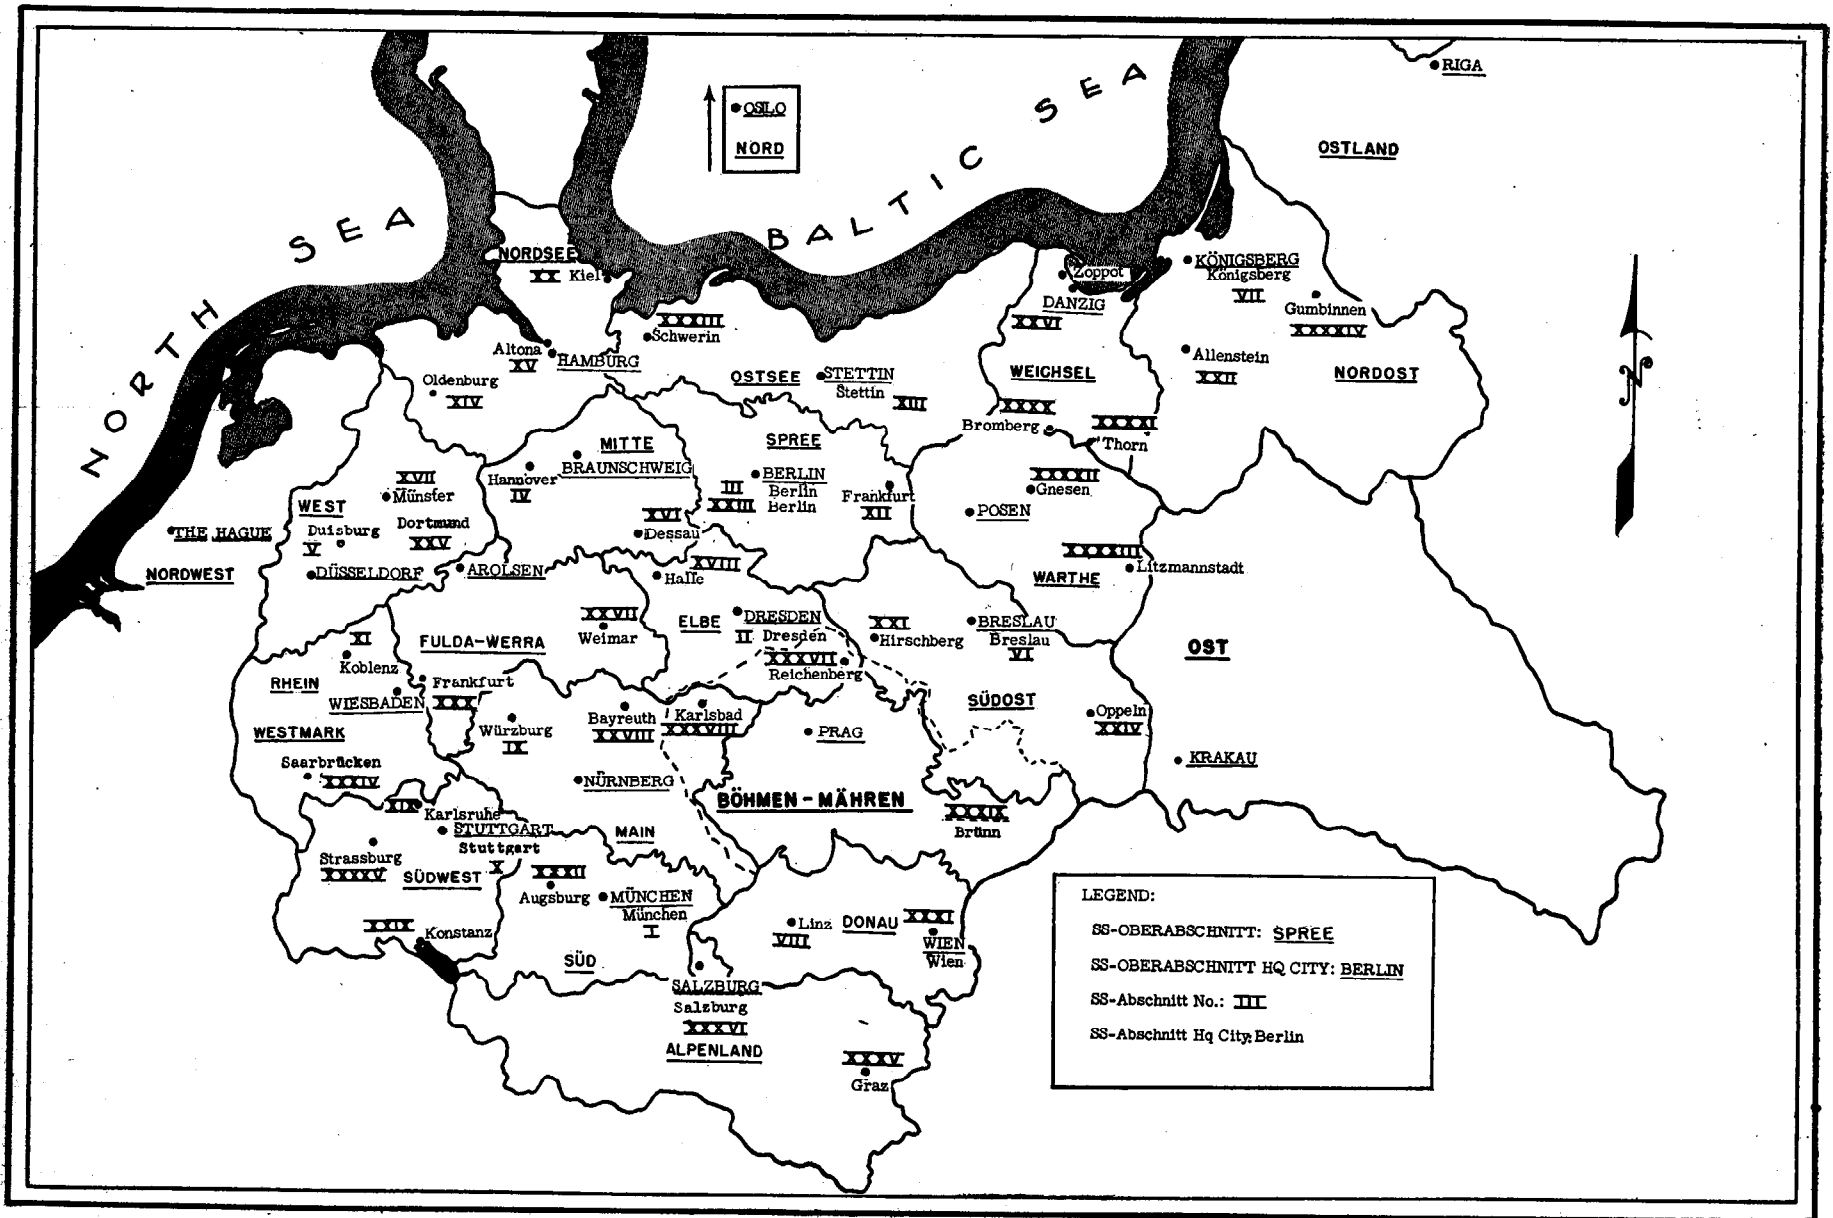 RIGA
OSLO
NORD
OSTLAND
NORTH SEA
BALTIC SEA
NORDSEE
XX Kiel
Zoppot
DANZIG
XXVI
KÖNIGSBERG
Königsberg
VII
Gumbinnen
XXXXIV
XXXIII
Schwerin
Altona
XV
HAMBURG
Allenstein
XXII
NORDOST
WEICHSEL
OSTSEE
STETTIN
Stettin
XIII
Oldenburg
XIV
XXXX
Bromberg
XXXXI
Thorn
MITTE
BRAUNSCHWEIG
Hannover
IV
SPREE
BERLIN
III Berlin
XXIII Berlin
Frankfurt
XII
XXXXII
Gnesen
POSEN
XVII
Münster
WEST
Duisburg
V
Dortmund
XXV
DÜSSELDORF
THE HAGUE
NORDWEST
XVI
Dessau
AROLSEN
XVIII
Halle
XXXXIII
Litzmannstadt
WARTHE
XXVII
Weimar
FULDA-WERRA
ELBE
DRESDEN
II Dresden
XXXVII
Reichenberg
XXI
Hirschberg
BRESLAU
Breslau
VI
OST
XI
Koblenz
RHEIN
WIESBADEN
Frankfurt
XXX
WESTMARK
Würzburg
IX
Bayreuth
XXVIII
Karlsbad
XXXVIII
PRAG
SÜDOST
Oppeln
XXIV
KRAKAU
Saarbrücken
XXXIV
NÜRNBERG
BÖHMEN-MÄHREN
XXXIX
Brünn
XIX
Karlsruhe
STUTTGART
Stuttgart
X
MAIN
Strassburg
XXXXV
SÜDWEST
XXXII
Augsburg
MÜNCHEN
München
I
XXIX
Konstanz
SÜD
Linz
VIII
DONAU
XXXI
WIEN
Wien
SALZBURG
Salzburg
XXXVI
ALPENLAND
XXXV
Graz
LEGEND:
SS-OBERABSCHNITT: SPREE
SS-OBERABSCHNITT HQ CITY: BERLIN
SS-Abschnitt No.: III
SS-Abschnitt Hq City: Berlin
N